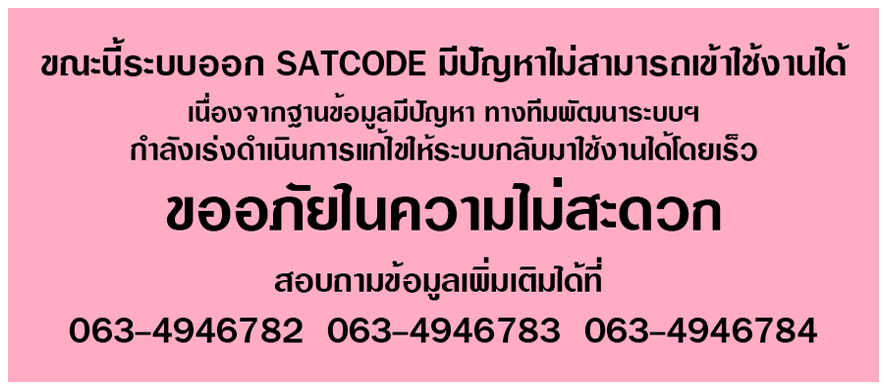 ขณะนี้ระบบออก SATCODE มีปัญหาไม่สามารถเข้าใช้งานได้
เนื่องจากฐานข้อมูลมีปัญหา ทางทีมพัฒนาระบบฯ
กำลังเร่งดำเนินการแก้ไขให้ระบบกลับมาใช้งานได้โดยเร็ว
ขออภัยในความไม่สะดวก
สอบถามข้อมูลเพิ่มเติมได้ที่
063-4946782 063-4946783 063-4946784